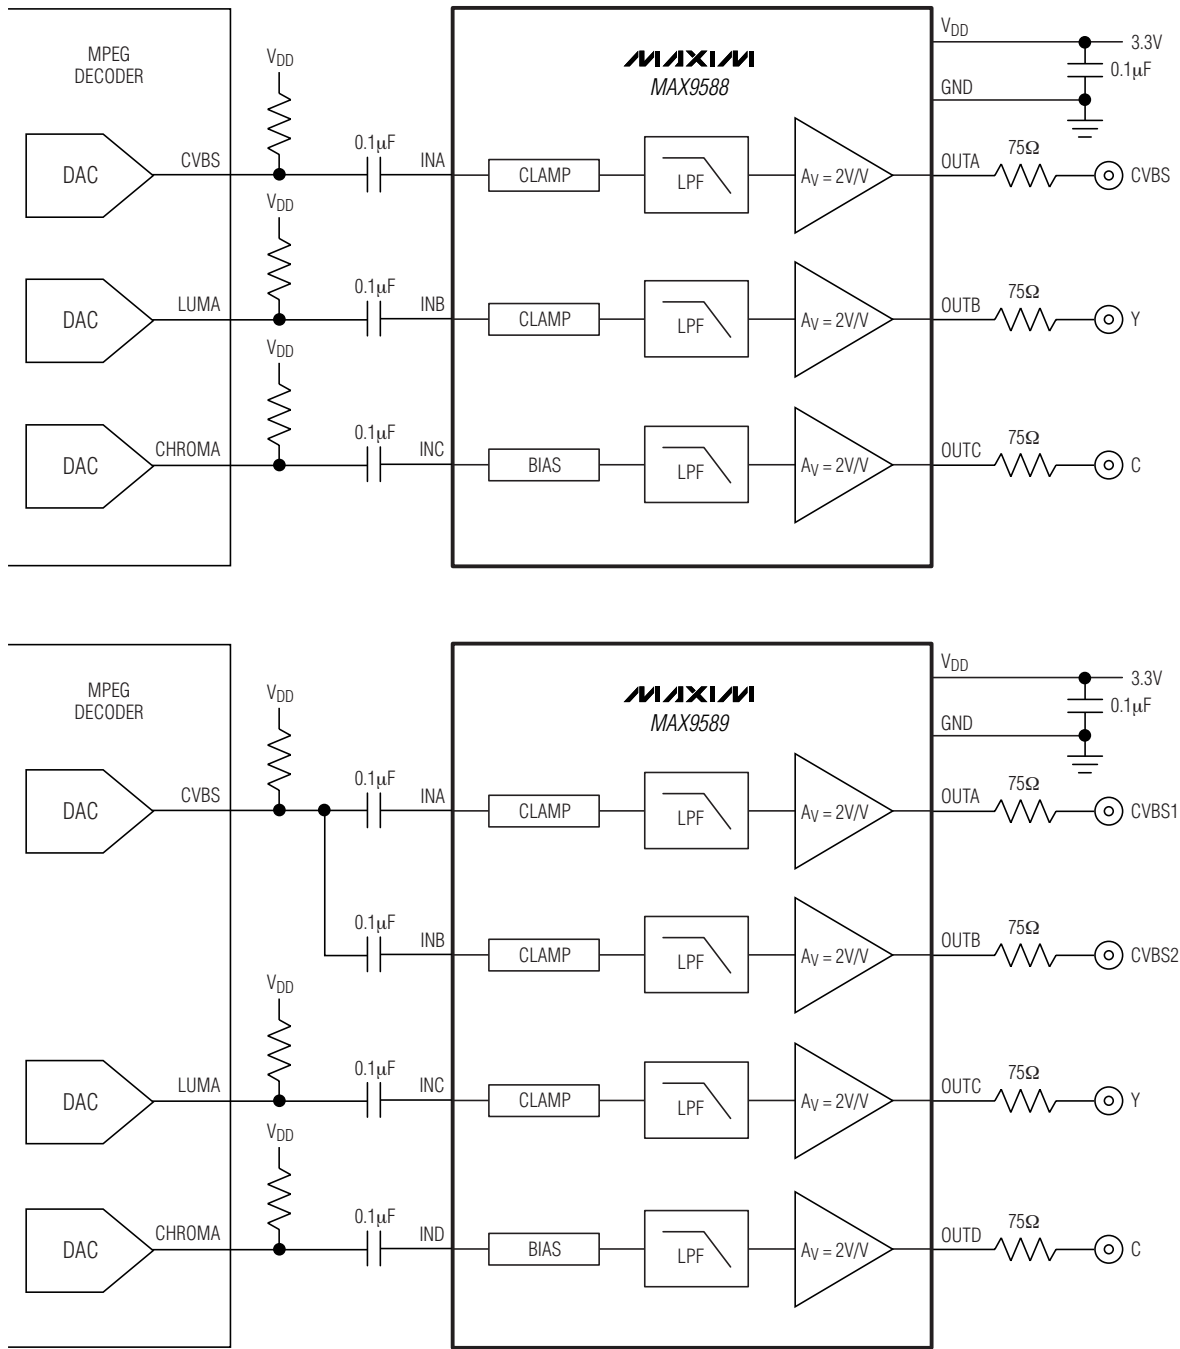 MPEG
DECODER
VDD
MAXIM
MAX9588
VDD
3.3V
0.1µF
GND
DAC
CVBS
0.1µF
INA
CLAMP
LPF
AV = 2V/V
OUTA
75Ω
CVBS
VDD
DAC
LUMA
0.1µF
INB
CLAMP
LPF
AV = 2V/V
OUTB
75Ω
Y
VDD
DAC
CHROMA
0.1µF
INC
BIAS
LPF
AV = 2V/V
OUTC
75Ω
C
MPEG
DECODER
VDD
MAXIM
MAX9589
VDD
3.3V
0.1µF
GND
DAC
CVBS
0.1µF
INA
CLAMP
LPF
AV = 2V/V
OUTA
75Ω
CVBS1
0.1µF
INB
CLAMP
LPF
AV = 2V/V
OUTB
75Ω
CVBS2
VDD
DAC
LUMA
0.1µF
INC
CLAMP
LPF
AV = 2V/V
OUTC
75Ω
Y
VDD
DAC
CHROMA
0.1µF
IND
BIAS
LPF
AV = 2V/V
OUTD
75Ω
C